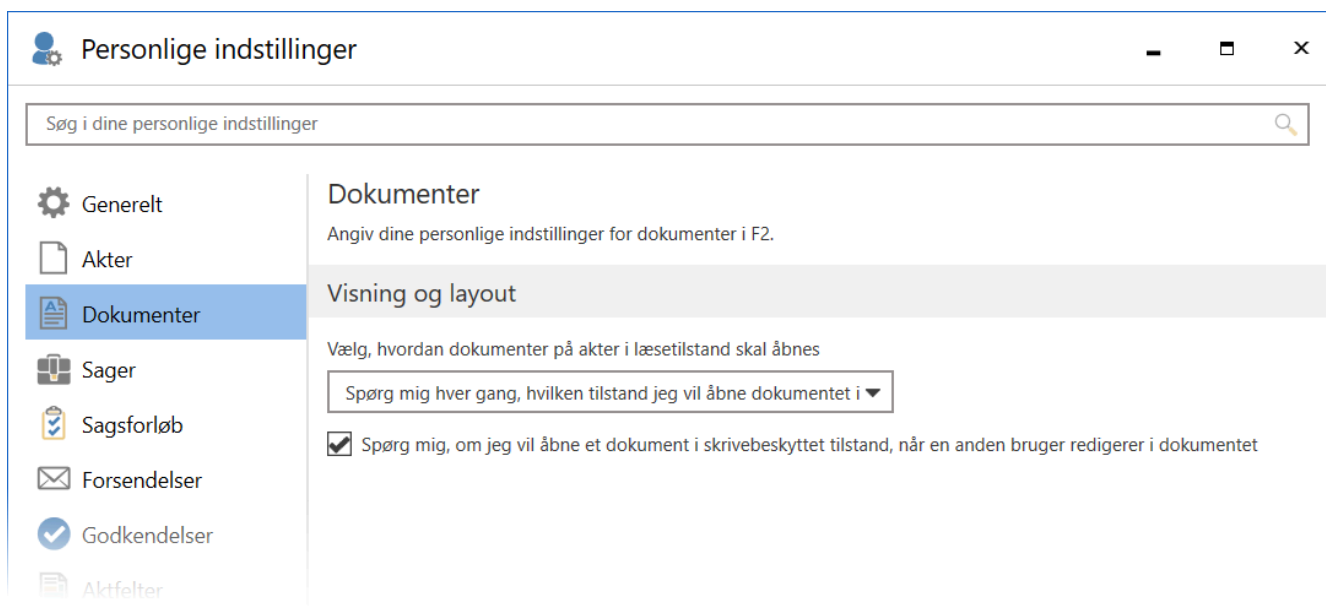 Personlige indstillinger
Søg i dine personlige indstillinger
Generelt
Akter
Dokumenter
Sager
Sagsforløb
Forsendelser
Godkendelser
Aktfelter
Dokumenter
Angiv dine personlige indstillinger for dokumenter i F2.
Visning og layout
Vælg, hvordan dokumenter på akter i læsetilstand skal åbnes
Spørg mig hver gang, hvilken tilstand jeg vil åbne dokumentet i
Spørg mig, om jeg vil åbne et dokument i skrivebeskyttet tilstand, når en anden bruger redigerer i dokumentet